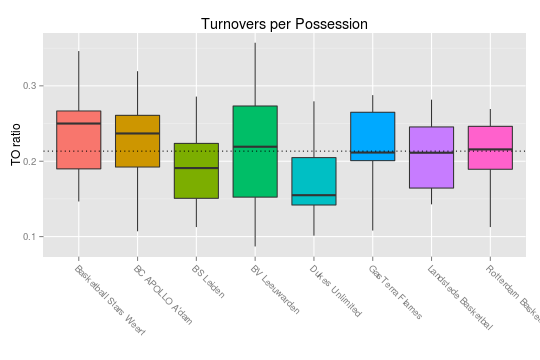 Turnovers per Possession
TO ratio
0.3
0.2
0.1
Basketball Stars Weert
BC APOLLO A'dam
BS Leiden
BV Leeuwarden
Dukes Unlimited
GasTerra Flames
Landstede Basketbal
Rotterdam